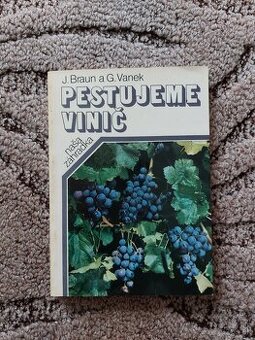 J. Braun a G. Vanek
PESTUJEME
VINIČ
naša
záhradka